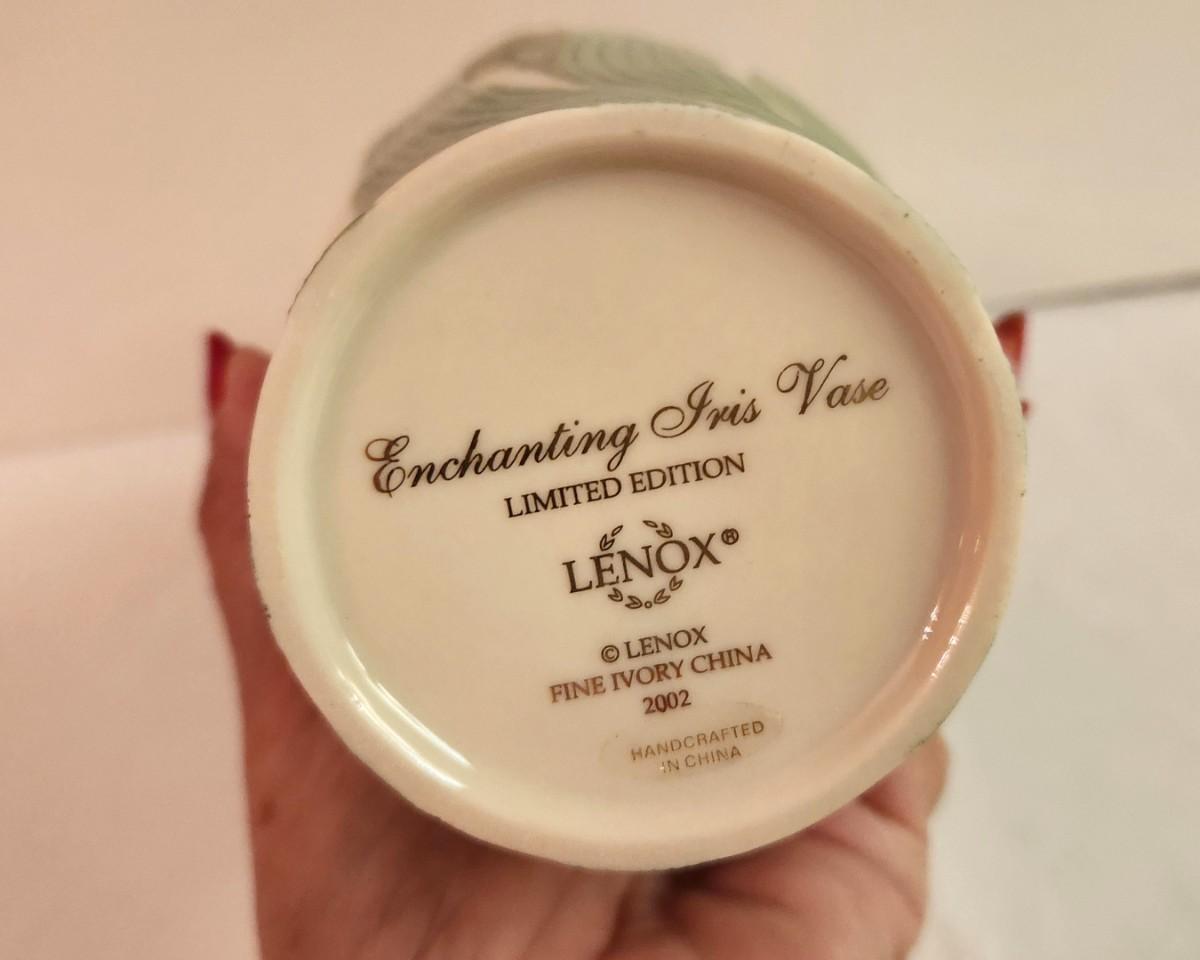 Enchanting Iris Vase
LIMITED EDITION
LENOX®
© LENOX
FINE IVORY CHINA
2002
HANDCRAFTED
IN CHINA